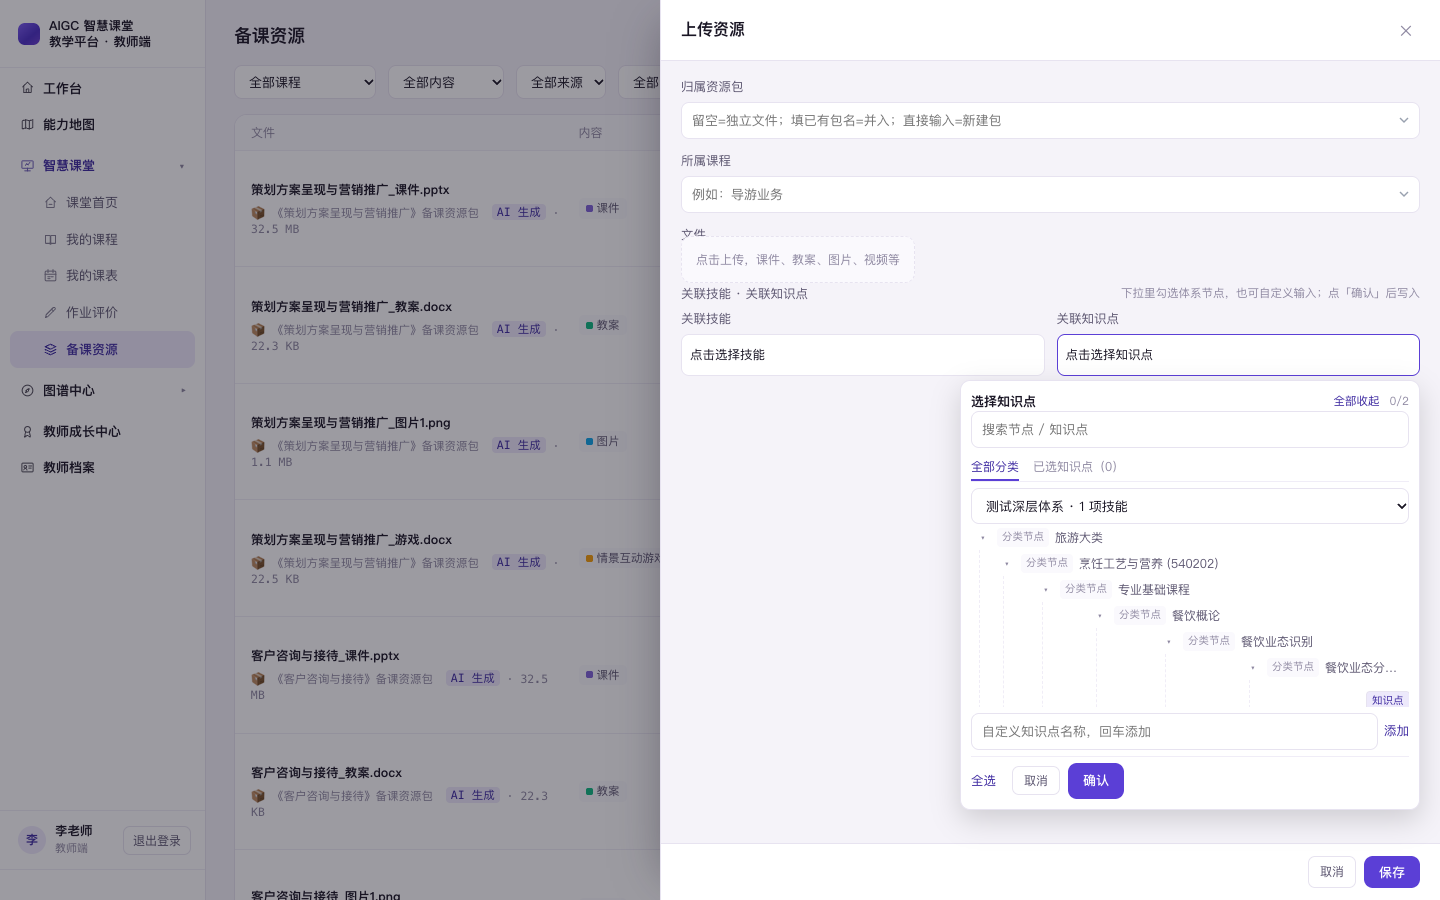 AIGC 智慧课堂
教学平台 · 教师端
工作台
能力地图
智慧课堂
课堂首页
我的课程
我的课表
作业评价
备课资源
图谱中心
教师成长中心
教师档案
李
李老师
教师端
退出登录
备课资源
全部课程
全部内容
全部来源
全部
文件
内容
策划方案呈现与营销推广_课件.pptx
《策划方案呈现与营销推广》备课资源包 AI 生成 ·
32.5 MB
课件
策划方案呈现与营销推广_教案.docx
《策划方案呈现与营销推广》备课资源包 AI 生成 ·
22.3 KB
教案
策划方案呈现与营销推广_图片1.png
《策划方案呈现与营销推广》备课资源包 AI 生成 ·
1.1 MB
图片
策划方案呈现与营销推广_游戏.docx
《策划方案呈现与营销推广》备课资源包 AI 生成 ·
22.5 KB
情景互动游戏
客户咨询与接待_课件.pptx
《客户咨询与接待》备课资源包 AI 生成 · 32.5
MB
课件
客户咨询与接待_教案.docx
《客户咨询与接待》备课资源包 AI 生成 · 22.3
KB
教案
客户咨询与接待_图片1.png
上传资源
归属资源包
留空=独立文件；填已有包名=并入；直接输入=新建包
所属课程
例如：导游业务
文件
点击上传，课件、教案、图片、视频等
关联技能 · 关联知识点
下拉里勾选体系节点，也可自定义输入；点「确认」后写入
关联技能
关联知识点
点击选择技能
点击选择知识点
选择知识点
全部收起 0/2
搜索节点 / 知识点
全部分类
已选知识点 (0)
测试深层体系 · 1 项技能
分类节点 旅游大类
分类节点 烹饪工艺与营养 (540202)
分类节点 专业基础课程
分类节点 餐饮概论
分类节点 餐饮业态识别
分类节点 餐饮业态分...
知识点
自定义知识点名称，回车添加
添加
全选
取消
确认
取消
保存